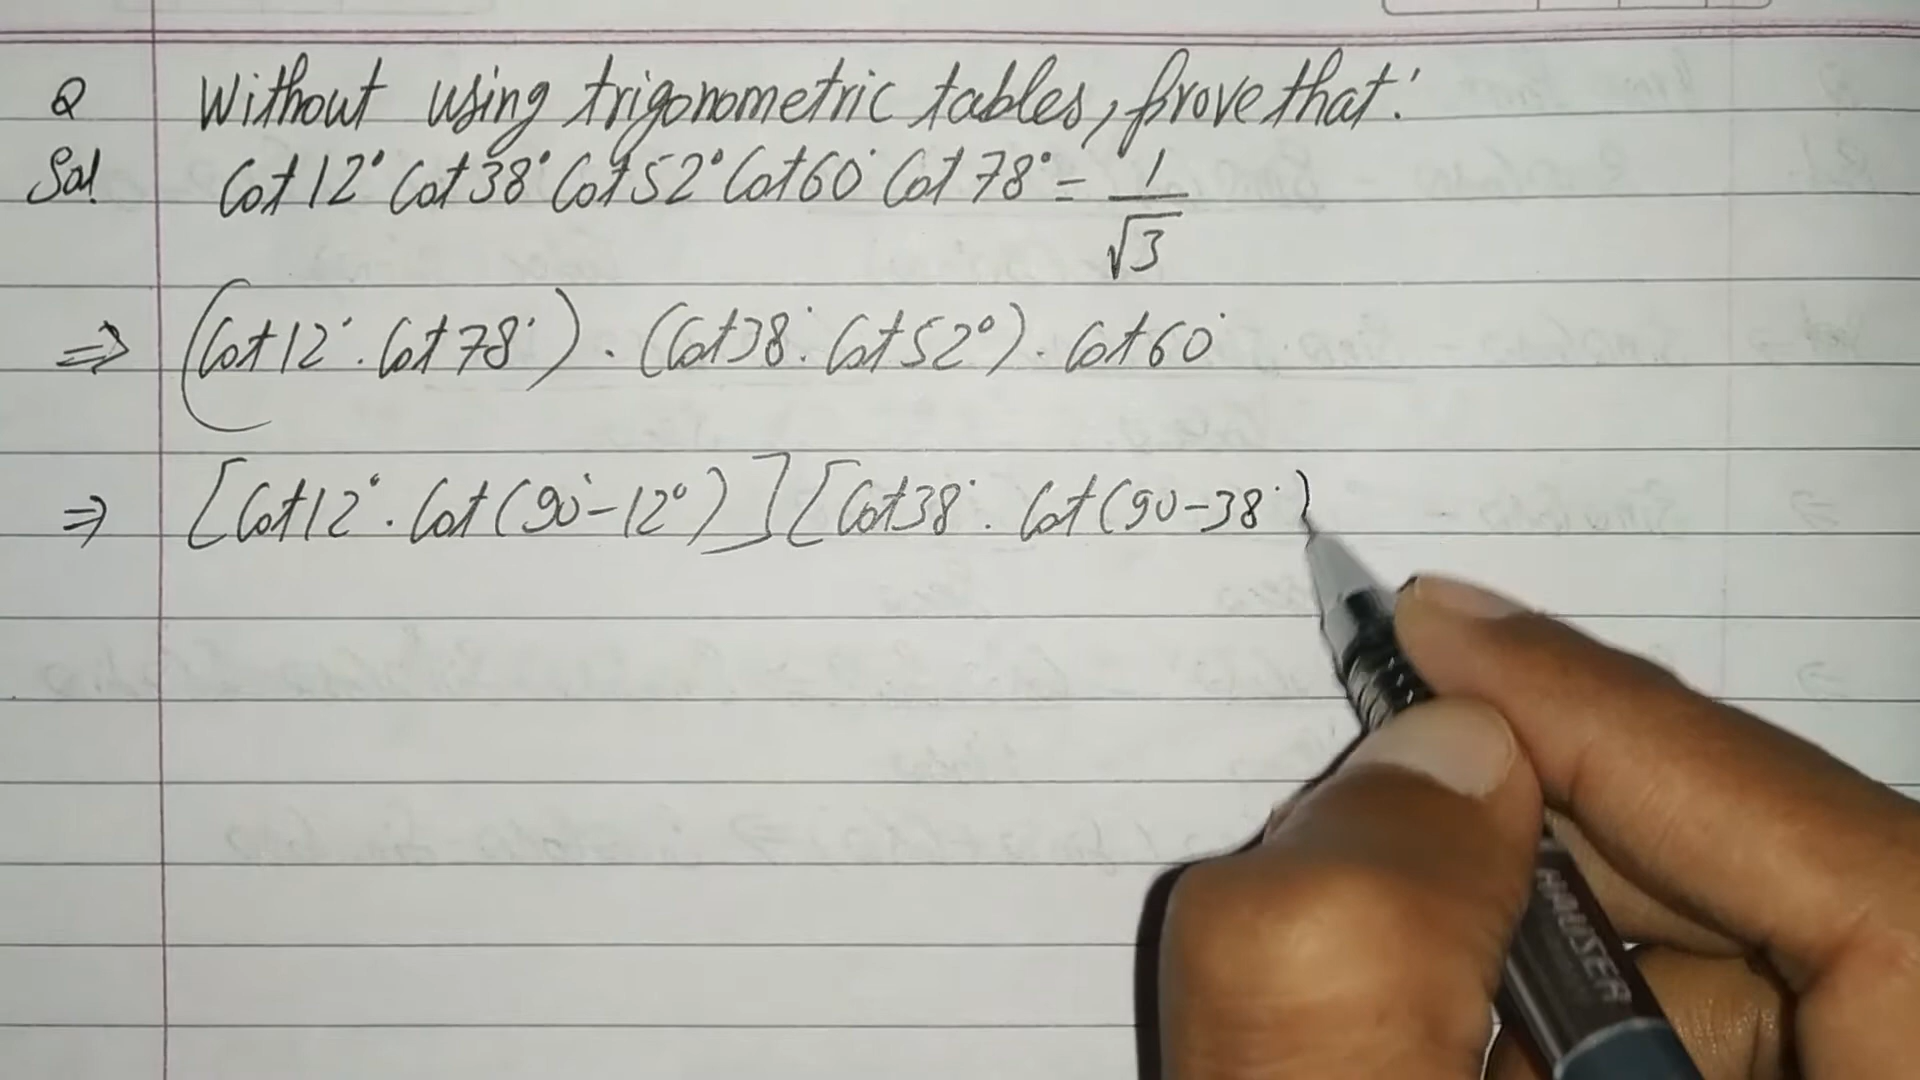 Q Without using trigonometric tables, prove that:
Sol. Cot 12° Cot 38° Cot 52° Cot 60° Cot 78° = 1/√3
⇒ (Cot 12° . Cot 78°) . (Cot 38° . Cot 52°) . Cot 60°
⇒ [Cot 12° . Cot (90° - 12°)] [Cot 38° . Cot (90 - 38°)
HAUSER